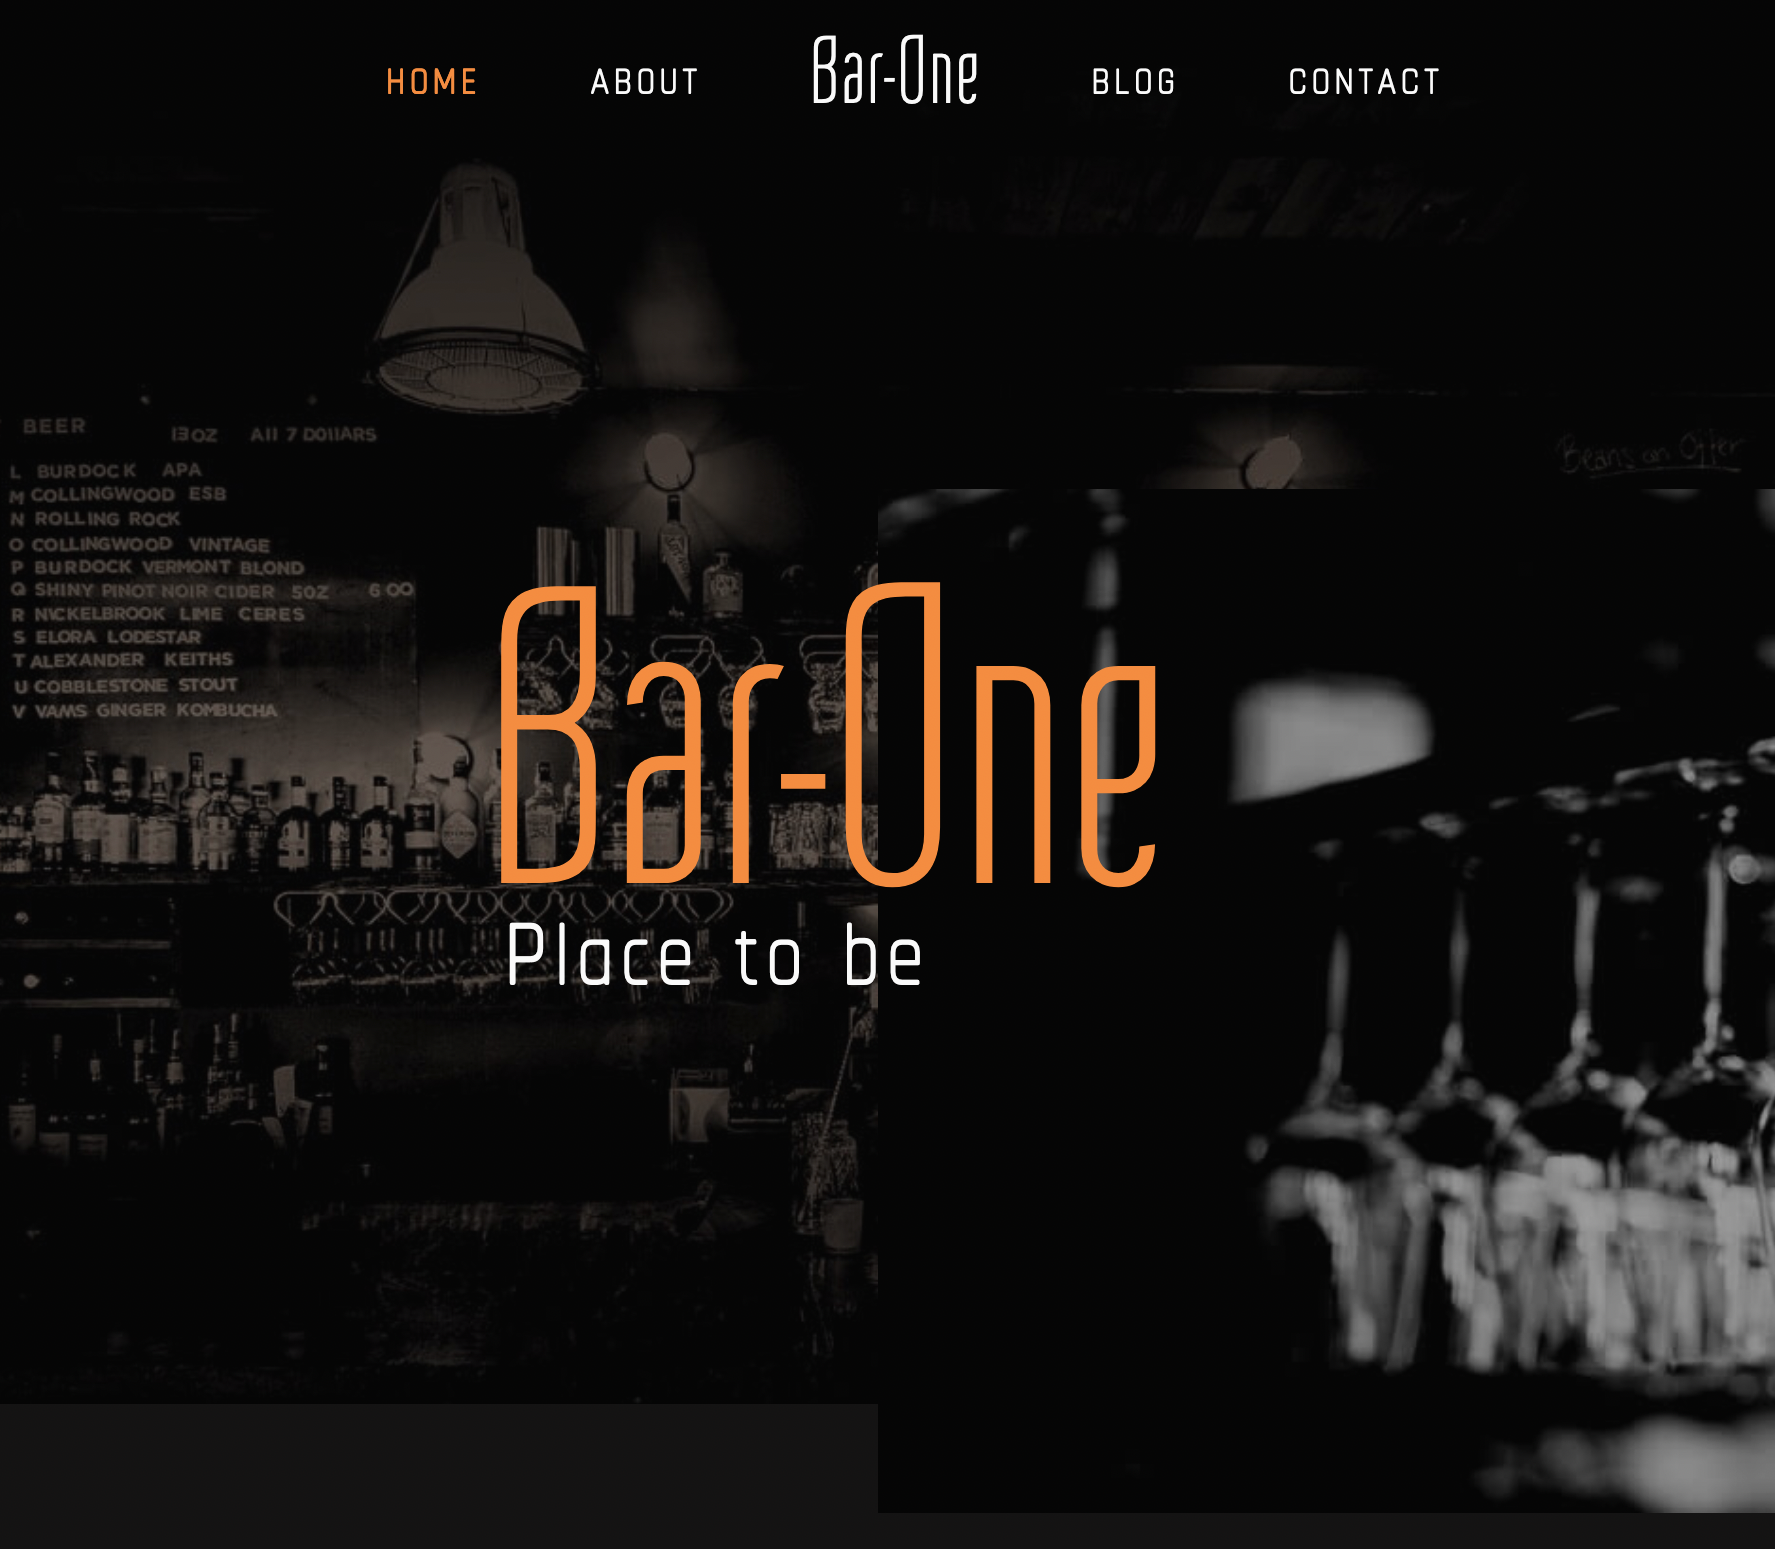 HOME ABOUT Bar-One BLOG CONTACT
BEER 13OZ All 7 DOllARS
L BURDOCK APA
M COLLINGWOOD ESB
N ROLLING ROCK
O COLLINGWOOD VINTAGE
P BURDOCK VERMONT BLOND
Q SHINY PINOT NOIR CIDER 5OZ 6 00
R NICKELBROOK LIME CERES
S ELORA LODESTAR
T ALEXANDER KEITHS
U COBBLESTONE STOUT
V VAMS GINGER KOMBUCHA
Beans on Offer
Bar-One
Place to be